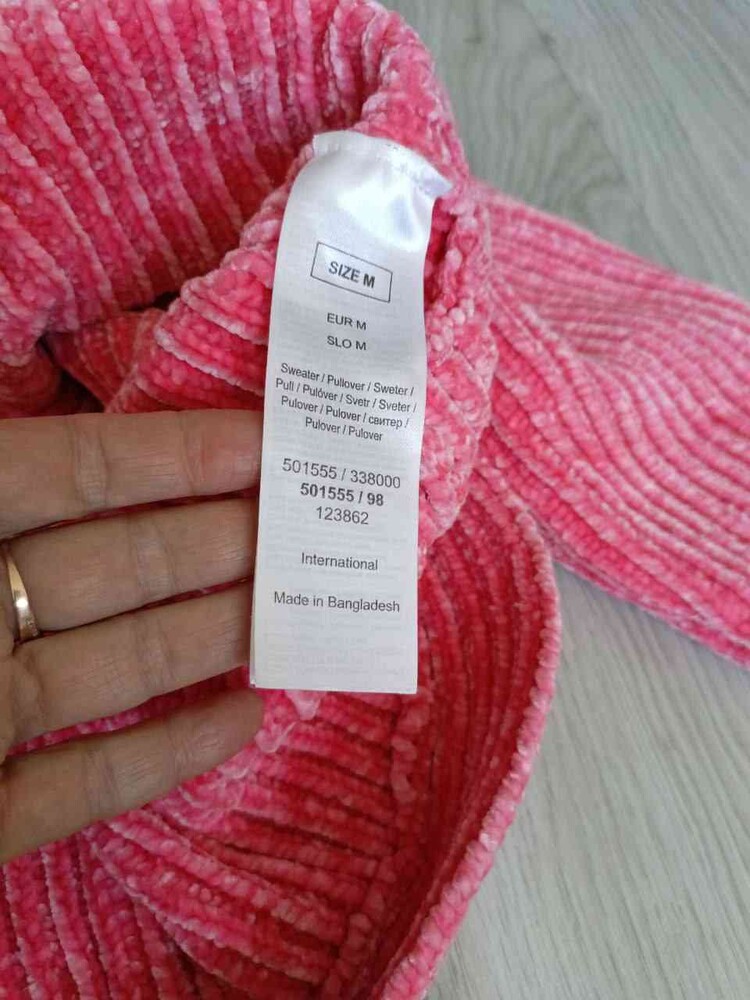 SIZE M
EUR M
SLO M
Sweater / Pullover / Sweter /
Pull / Pulóver / Svetr / Sveter /
Pulover / Pulover / свитер /
Pulover / Pulover
501555 / 338000
501555 / 98
123862
International
Made in Bangladesh